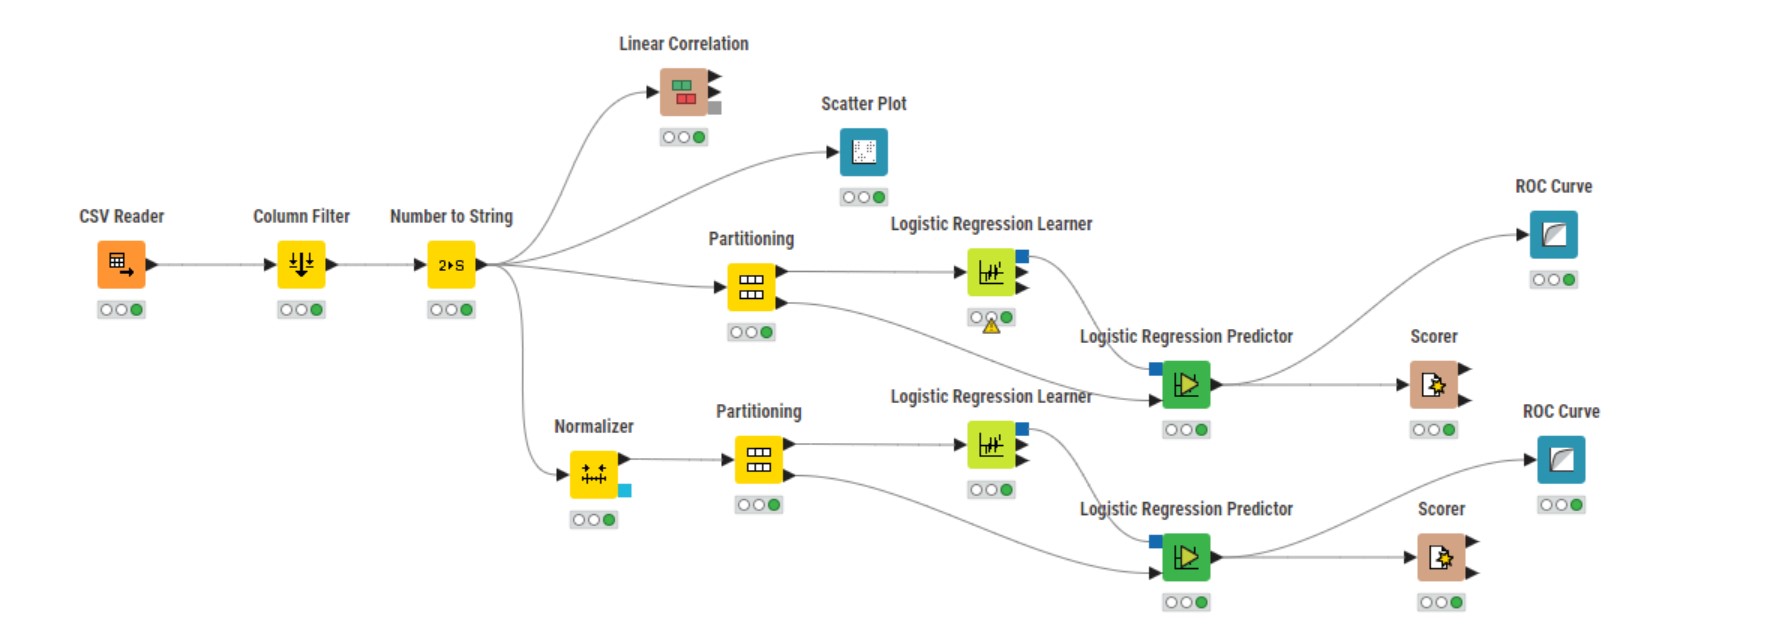 Linear Correlation
Scatter Plot
ROC Curve
CSV Reader
Column Filter
Number to String
2▸S
Partitioning
Logistic Regression Learner
Logistic Regression Predictor
Scorer
Logistic Regression Learner
Partitioning
ROC Curve
Normalizer
Logistic Regression Predictor
Scorer